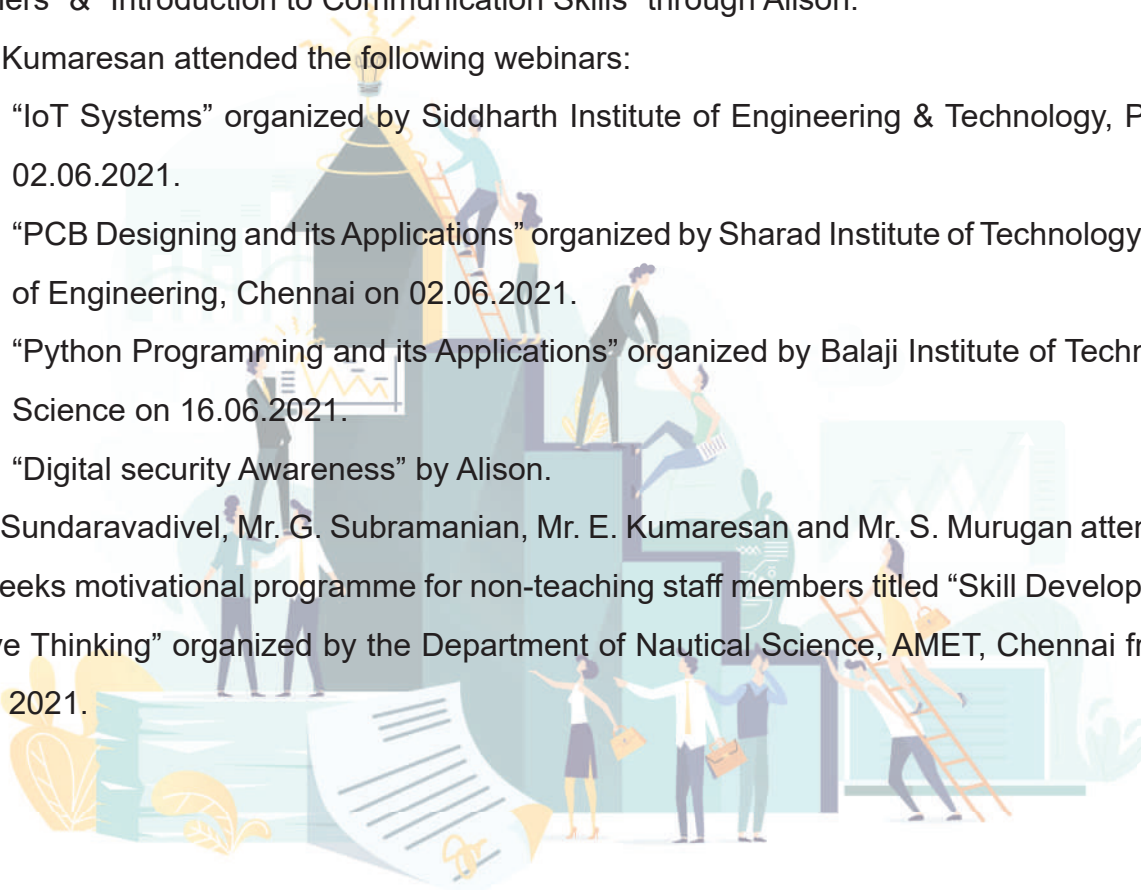 ers” & “Introduction to Communication Skills” through Alison.
Kumaresan attended the following webinars:
“IoT Systems” organized by Siddharth Institute of Engineering & Technology, P
02.06.2021.
“PCB Designing and its Applications” organized by Sharad Institute of Technology
of Engineering, Chennai on 02.06.2021.
“Python Programming and its Applications” organized by Balaji Institute of Techn
Science on 16.06.2021.
“Digital security Awareness” by Alison.
Sundaravadivel, Mr. G. Subramanian, Mr. E. Kumaresan and Mr. S. Murugan atten
eeks motivational programme for non-teaching staff members titled “Skill Develop
ve Thinking” organized by the Department of Nautical Science, AMET, Chennai fr
2021.